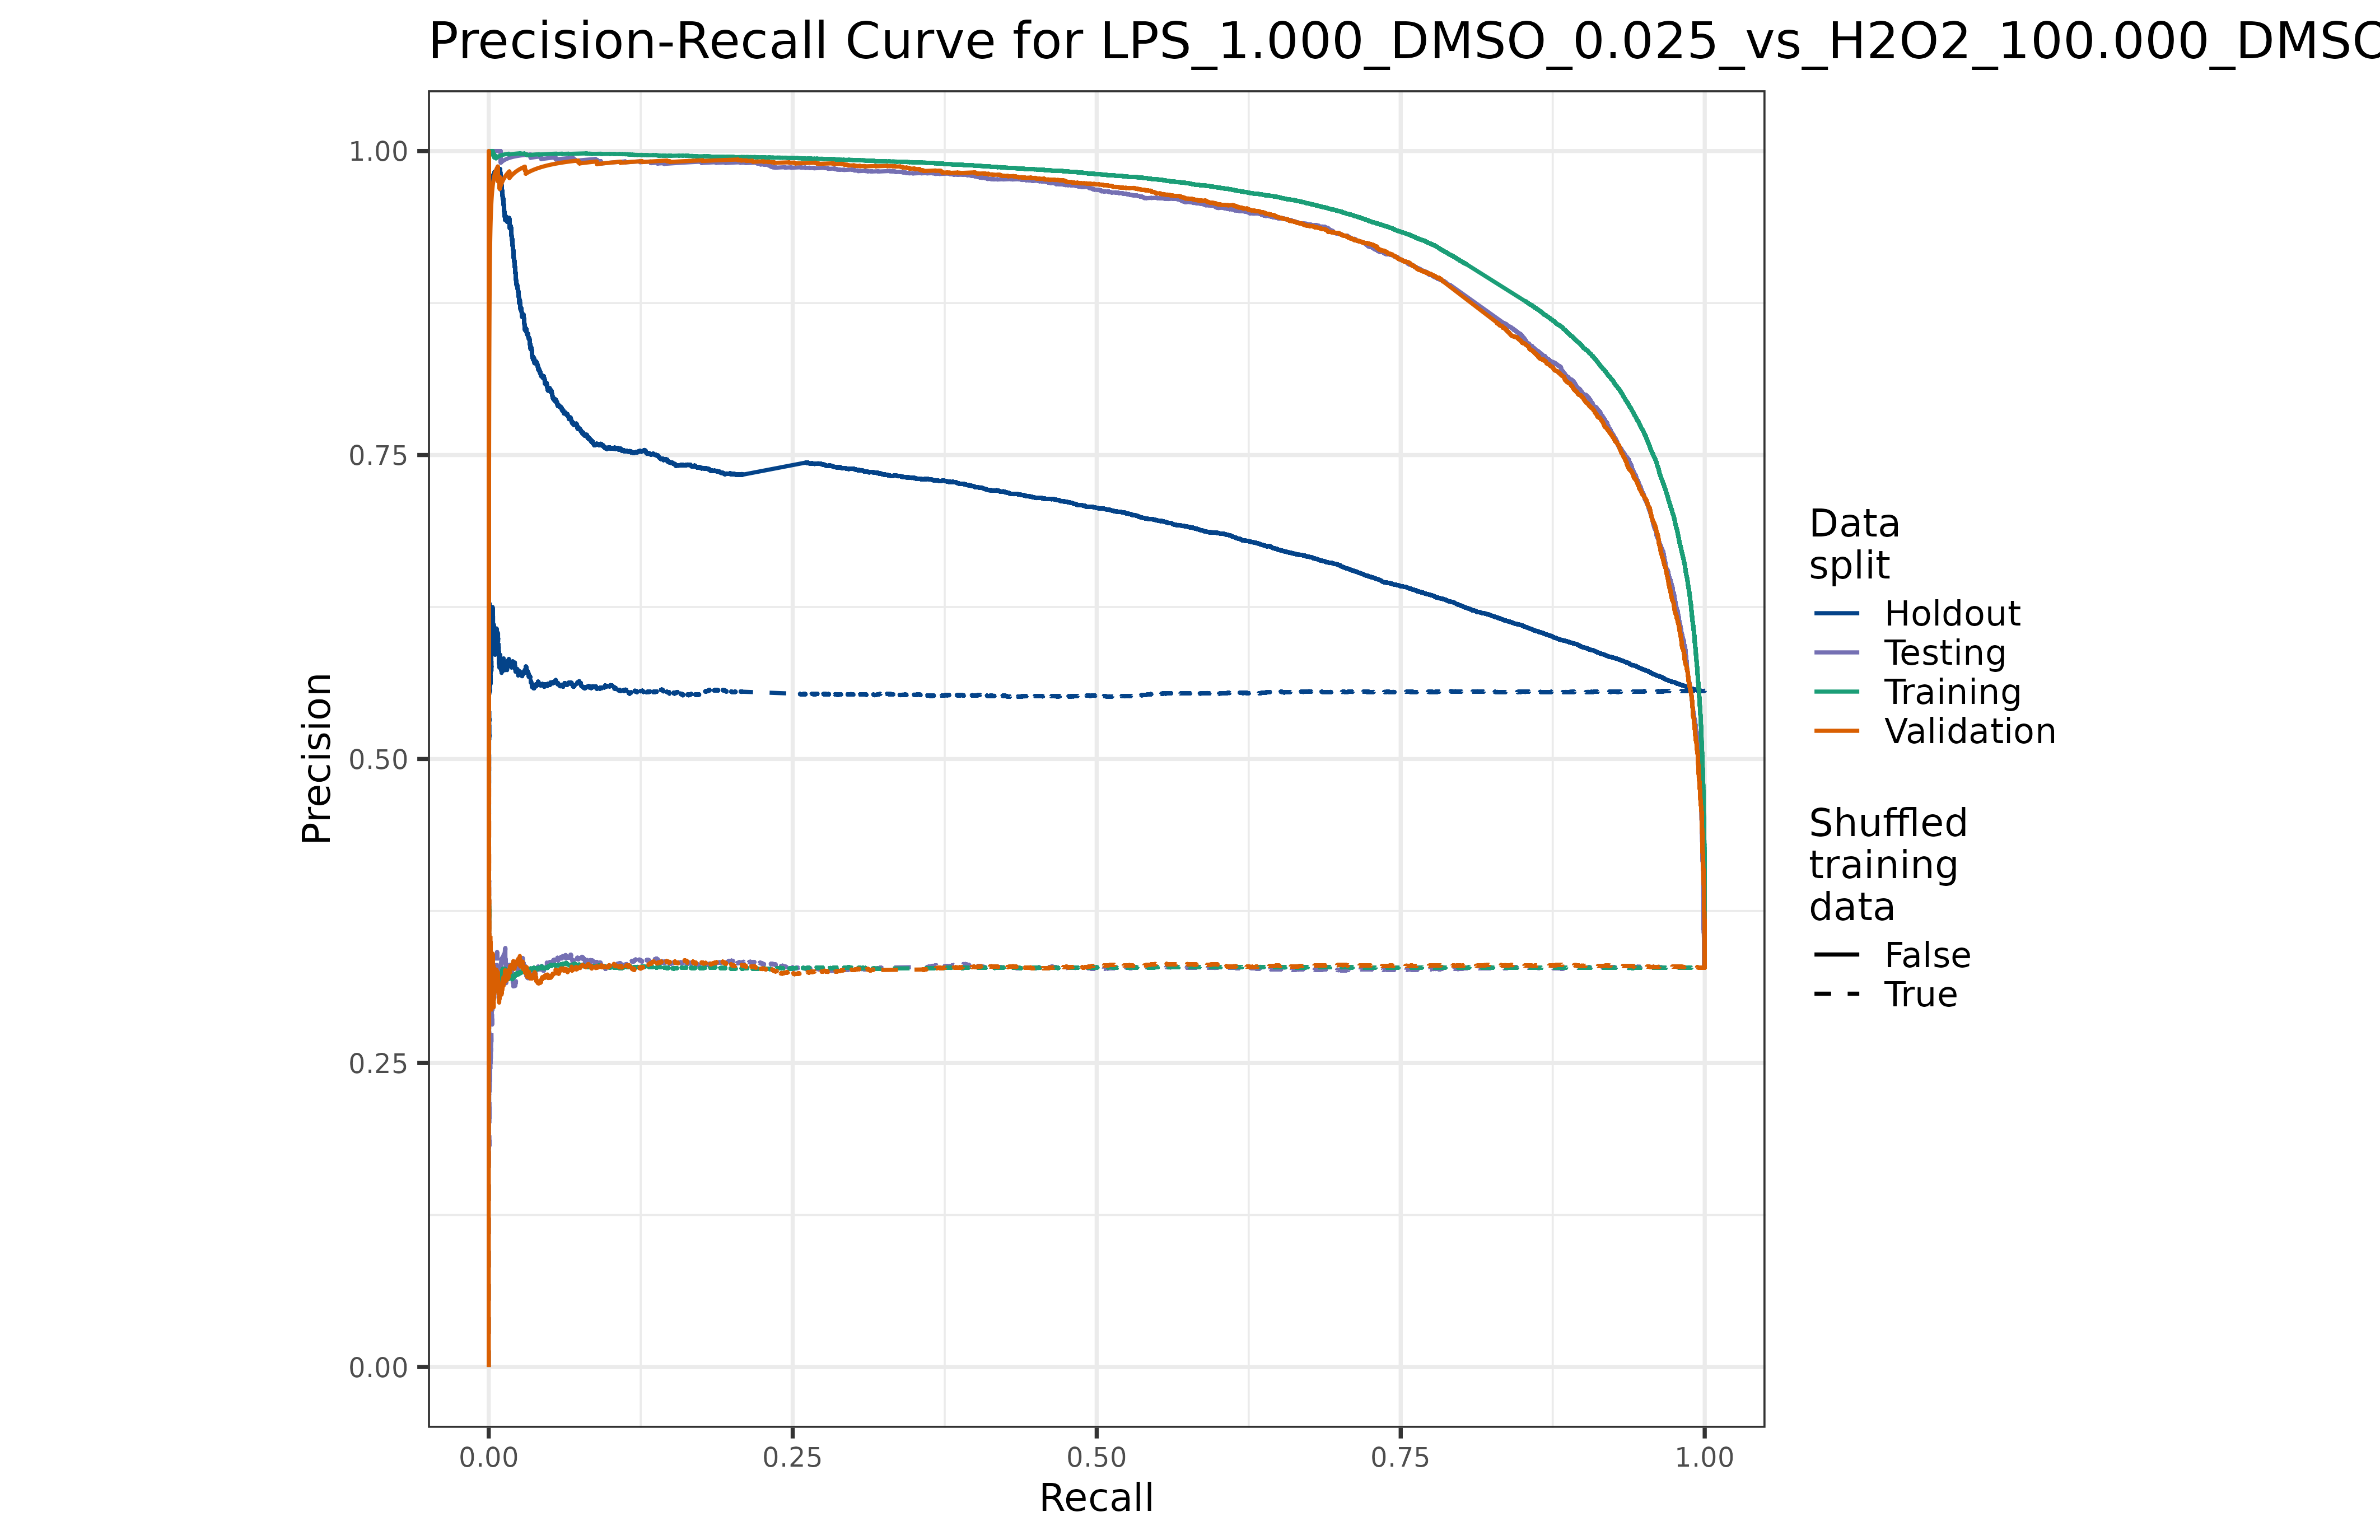 Precision-Recall Curve for LPS_1.000_DMSO_0.025_vs_H2O2_100.000_DMSO
1.00
0.75
0.50
0.25
0.00
Precision
0.00 0.25 0.50 0.75 1.00
Recall
Data
split
Holdout
Testing
Training
Validation
Shuffled
training
data
False
True